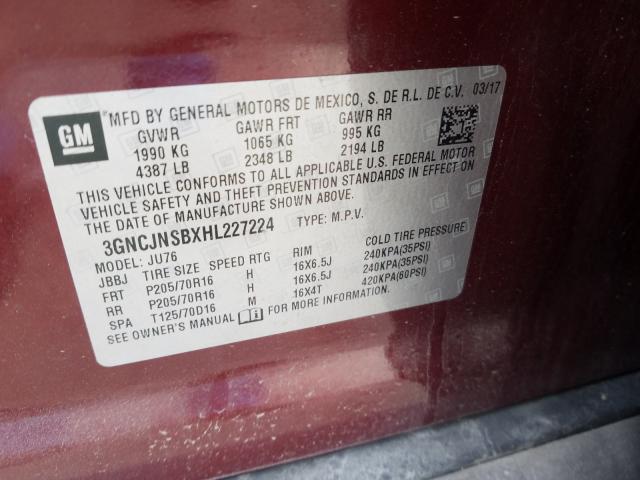 GM
MFD BY GENERAL MOTORS DE MEXICO, S. DE R.L. DE C.V. 03/17
GVWR GAWR FRT GAWR RR
1990 KG 1065 KG 995 KG
4387 LB 2348 LB 2194 LB
THIS VEHICLE CONFORMS TO ALL APPLICABLE U.S. FEDERAL MOTOR
VEHICLE SAFETY AND THEFT PREVENTION STANDARDS IN EFFECT ON
THE DATE OF MANUFACTURE SHOWN ABOVE.
3GNCJNSBXHL227224 TYPE: M.P.V.
MODEL: JU76
JBBJ TIRE SIZE SPEED RTG RIM COLD TIRE PRESSURE
FRT P205/70R16 H 16X6.5J 240KPA(35PSI)
RR P205/70R16 H 16X6.5J 240KPA(35PSI)
SPA T125/70D16 M 16X4T 420KPA(60PSI)
SEE OWNER'S MANUAL FOR MORE INFORMATION.